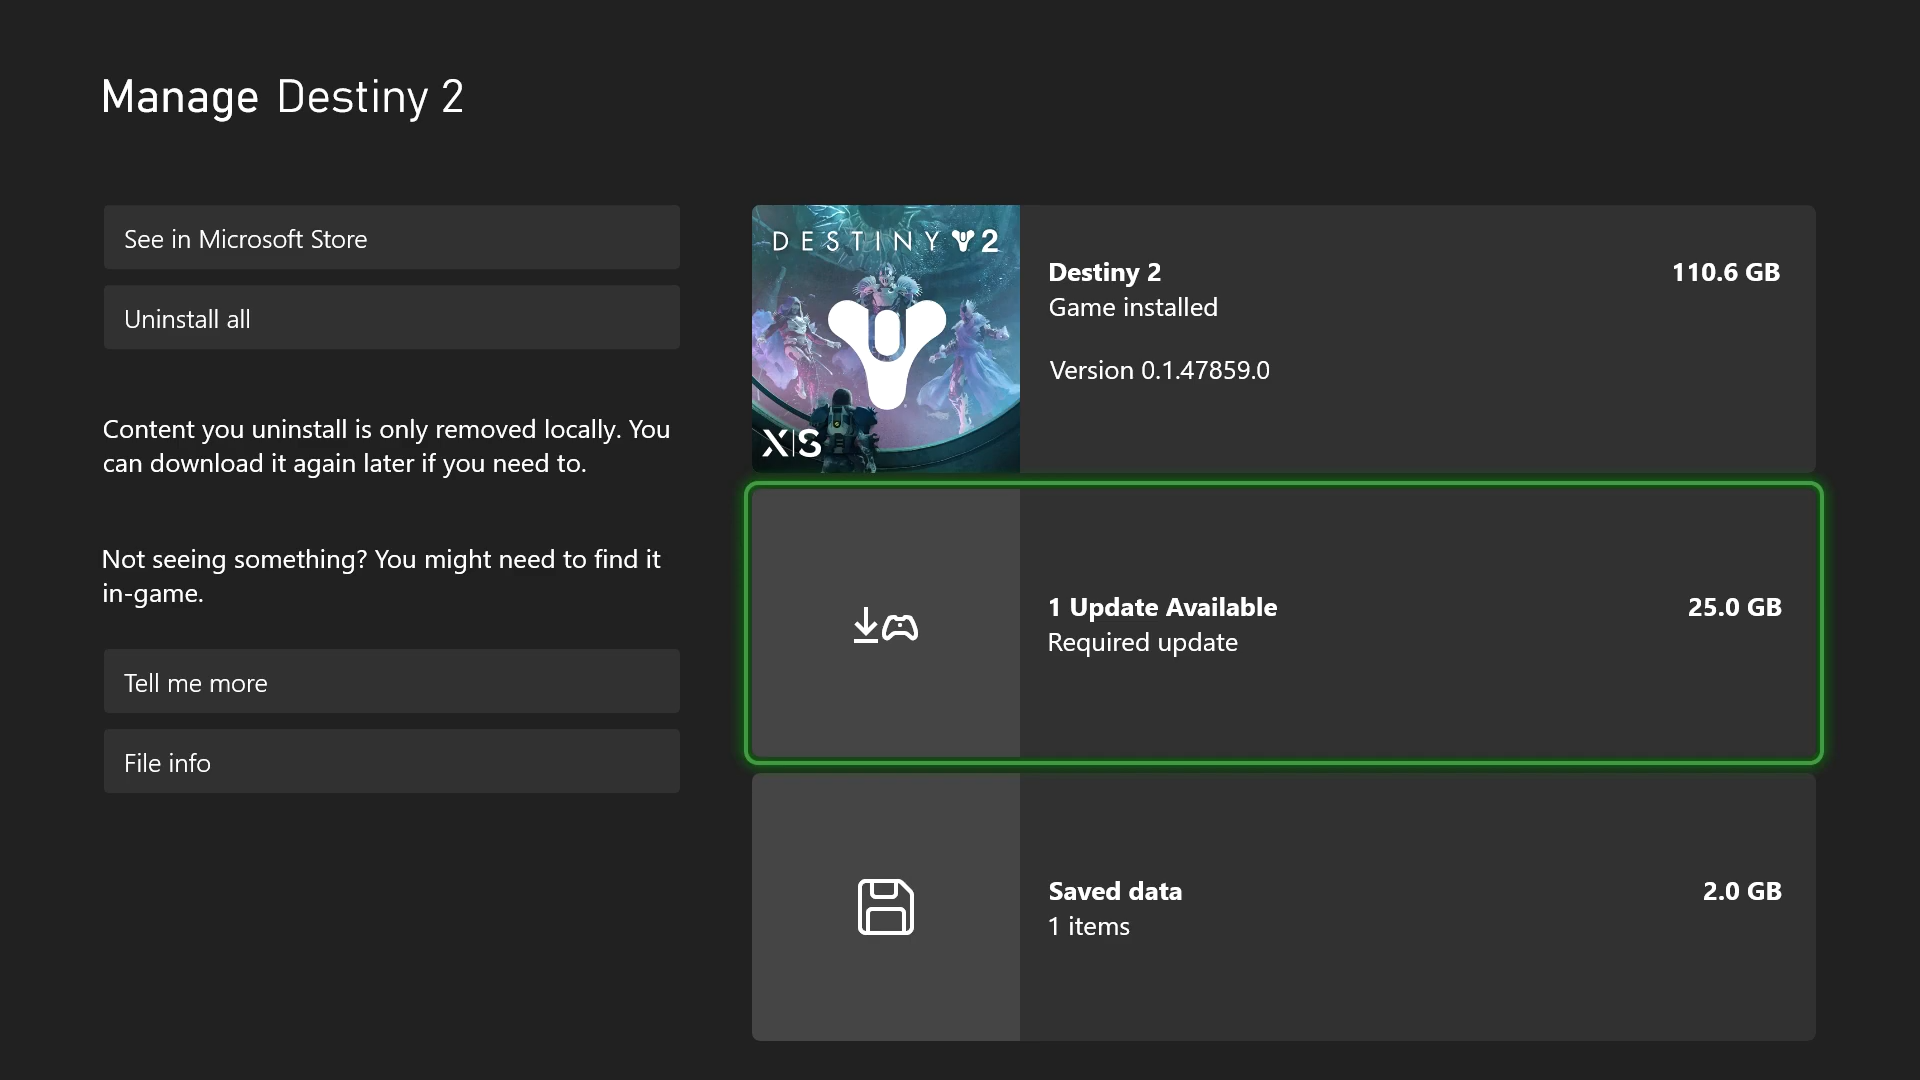 Manage Destiny 2
See in Microsoft Store
Uninstall all
Content you uninstall is only removed locally. You
can download it again later if you need to.
Not seeing something? You might need to find it
in-game.
Tell me more
File info
DESTINY 2
X|S
Destiny 2
110.6 GB
Game installed
Version 0.1.47859.0
1 Update Available
25.0 GB
Required update
Saved data
2.0 GB
1 items